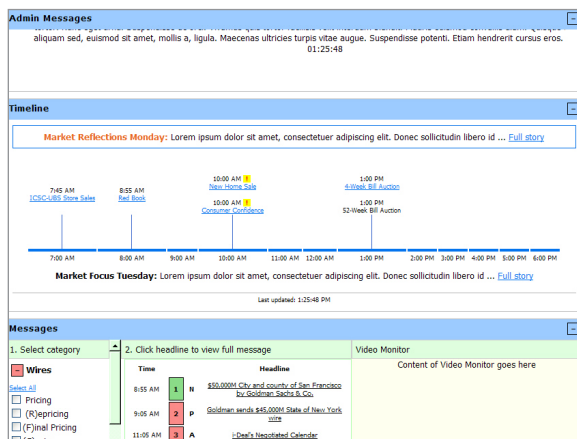 Admin Messages
aliquam sed, euismod sit amet, mollis a, ligula. Maecenas ultricies turpis vitae augue. Suspendisse potenti. Etiam hendrerit cursus eros.
01:25:48
Timeline
Market Reflections Monday: Lorem ipsum dolor sit amet, consectetuer adipiscing elit. Donec sollicitudin libero id ... Full story
10:00 AM ! 1:00 PM
7:45 AM 8:55 AM New Home Sale 4-Week Bill Auction
ICSC-UBS Store Sales Red Book 10:00 AM ! 1:00 PM
Consumer Confidence 52-Week Bill Auction
7:00 AM 8:00 AM 9:00 AM 10:00 AM 11:00 AM 12:00 AM 1:00 PM 2:00 PM 3:00 PM 4:00 PM 5:00 PM 6:00 PM
Market Focus Tuesday: Lorem ipsum dolor sit amet, consectetuer adipiscing elit. Donec sollicitudin libero id ... Full story
Last updated: 1:25:48 PM
Messages
1. Select category 2. Click headline to view full message Video Monitor
Wires Time Headline Content of Video Monitor goes here
Select All 8:55 AM 1 N $50,000M City and county of San Francisco
by Goldman Sachs & Co.
Pricing
(R)epricing 9:05 AM 2 P Goldman sends $45,000M State of New York
wire
(F)inal Pricing
11:05 AM 3 A i-Deal's Negotiated Calendar